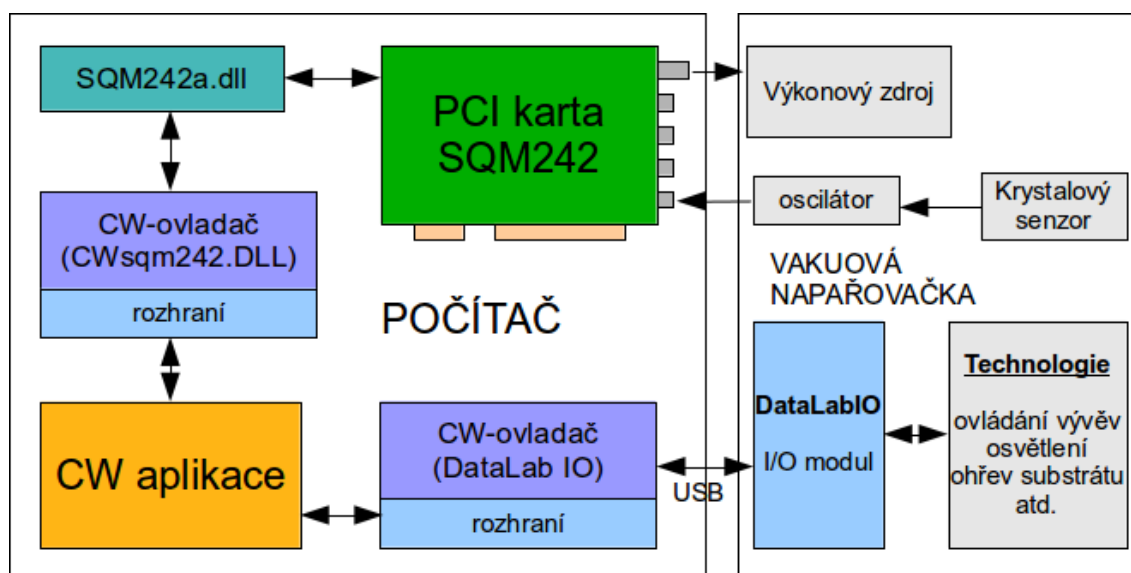 SQM242a.dll
PCI karta
SQM242
Výkonový zdroj
CW-ovladač
(CWsqm242.DLL)
rozhraní
oscilátor
Krystalový
senzor
POČÍTAČ
VAKUOVÁ
NAPAŘOVAČKA
CW aplikace
CW-ovladač
(DataLab IO)
rozhraní
USB
DataLabIO
I/O modul
Technologie
ovládání vývěv
osvětlení
ohřev substrátu
atd.